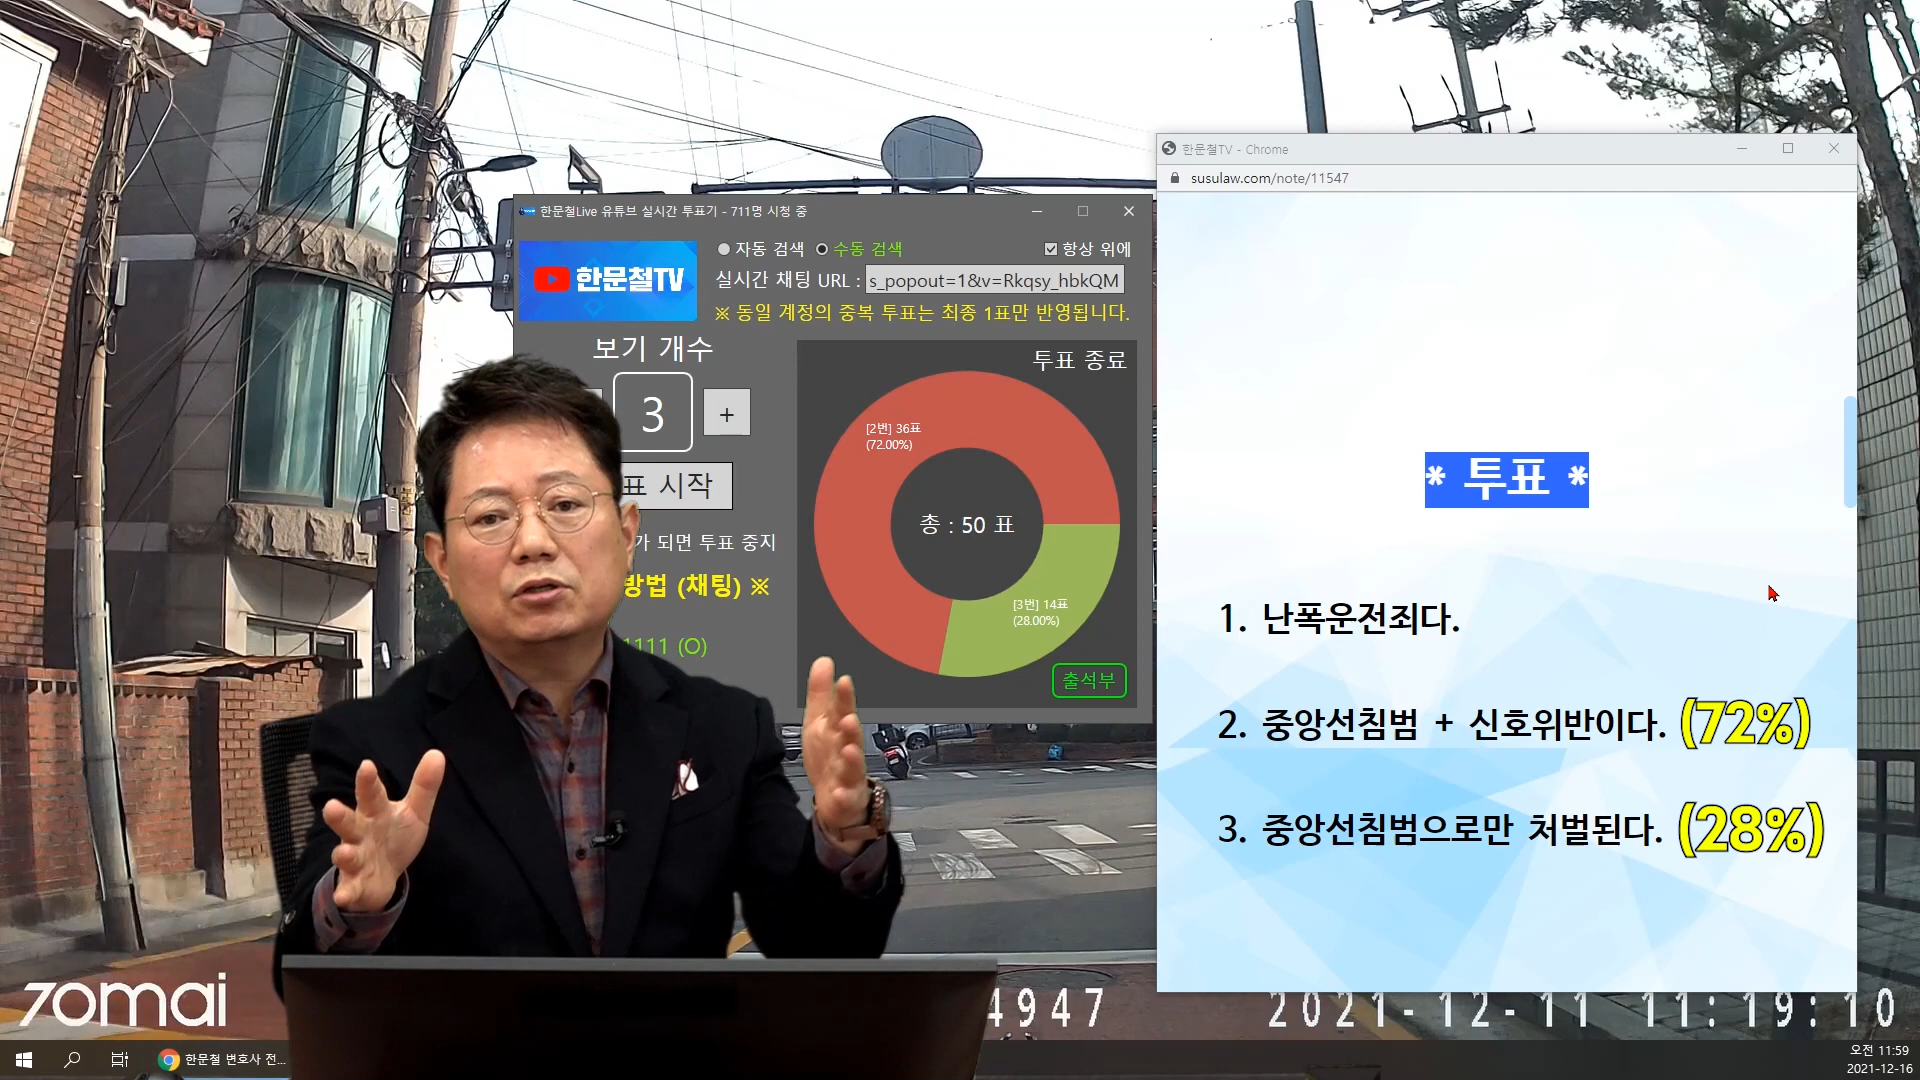 한문철Live 유튜브 실시간 투표기 - 711명 시청 중
한문철TV
자동 검색 수동 검색 항상 위에
실시간 채팅 URL : s_popout=1&v=Rkqsy_hbkQM
※ 동일 계정의 중복 투표는 최종 1표만 반영됩니다.
보기 개수
3 +
표 시작
가 되면 투표 중지
방법 (채팅) ※
1111 (O)
투표 종료
[2번] 36표
(72.00%)
총 : 50 표
[3번] 14표
(28.00%)
출석부
한문철TV - Chrome
susulaw.com/note/11547
* 투표 *
1. 난폭운전죄다.
2. 중앙선침범 + 신호위반이다. (72%)
3. 중앙선침범으로만 처벌된다. (28%)
70mai
4947 2021-12-11 11:19:10
한문철 변호사 전...
오전 11:59
2021-12-16